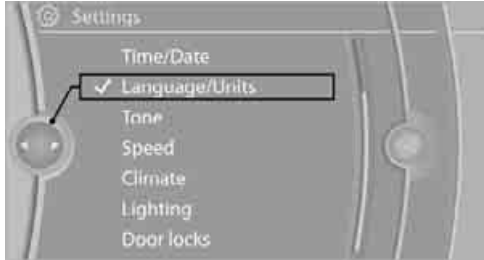 Settings
Time/Date
Language/Units
Tone
Speed
Climate
Lighting
Door locks